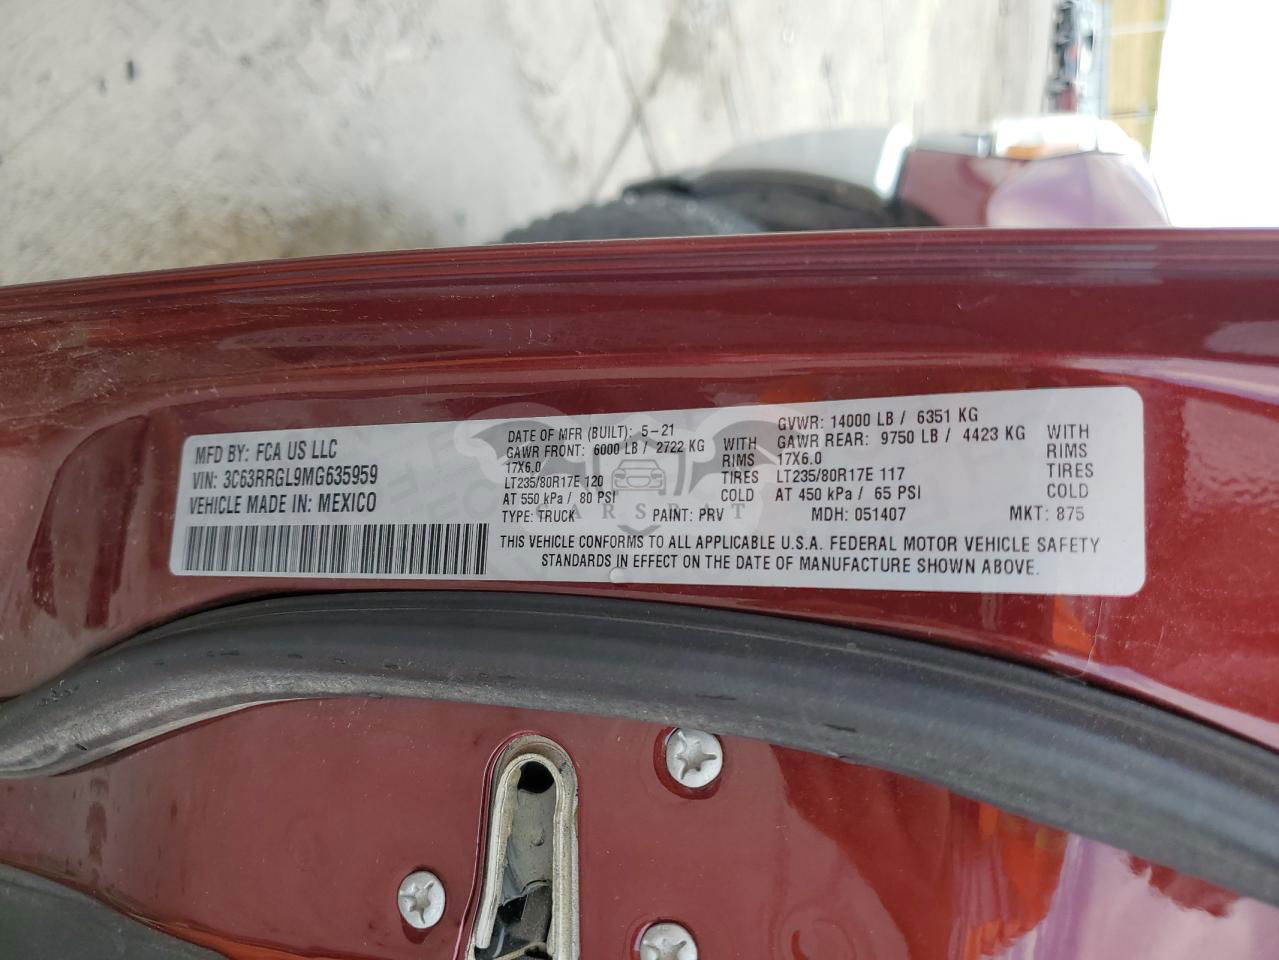 MFD BY: FCA US LLC
VIN: 3C63RRGL9MG635959
VEHICLE MADE IN: MEXICO
DATE OF MFR (BUILT): 5-21
GAWR FRONT: 6000 LB / 2722 KG WITH
17X6.0 RIMS
LT235/80R17E 120 TIRES
AT 550 kPa / 80 PSI COLD
TYPE: TRUCK PAINT: PRV
GVWR: 14000 LB / 6351 KG
GAWR REAR: 9750 LB / 4423 KG WITH
17X6.0 RIMS
LT235/80R17E 117 TIRES
AT 450 kPa / 65 PSI COLD
MDH: 051407 MKT: 875
THIS VEHICLE CONFORMS TO ALL APPLICABLE U.S.A. FEDERAL MOTOR VEHICLE SAFETY
STANDARDS IN EFFECT ON THE DATE OF MANUFACTURE SHOWN ABOVE.